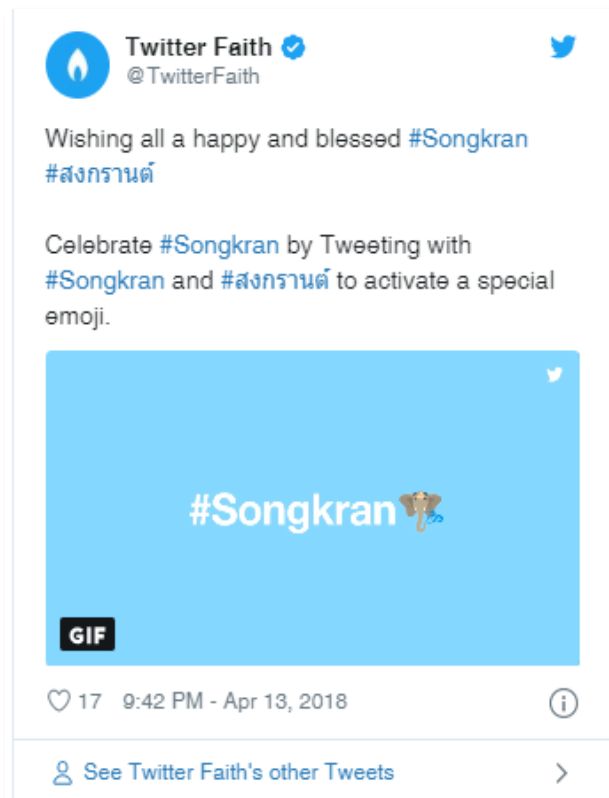 Twitter Faith
@TwitterFaith
Wishing all a happy and blessed #Songkran
#สงกรานต์
Celebrate #Songkran by Tweeting with
#Songkran and #สงกรานต์ to activate a special
emoji.
#Songkran
GIF
17 9:42 PM - Apr 13, 2018
See Twitter Faith's other Tweets